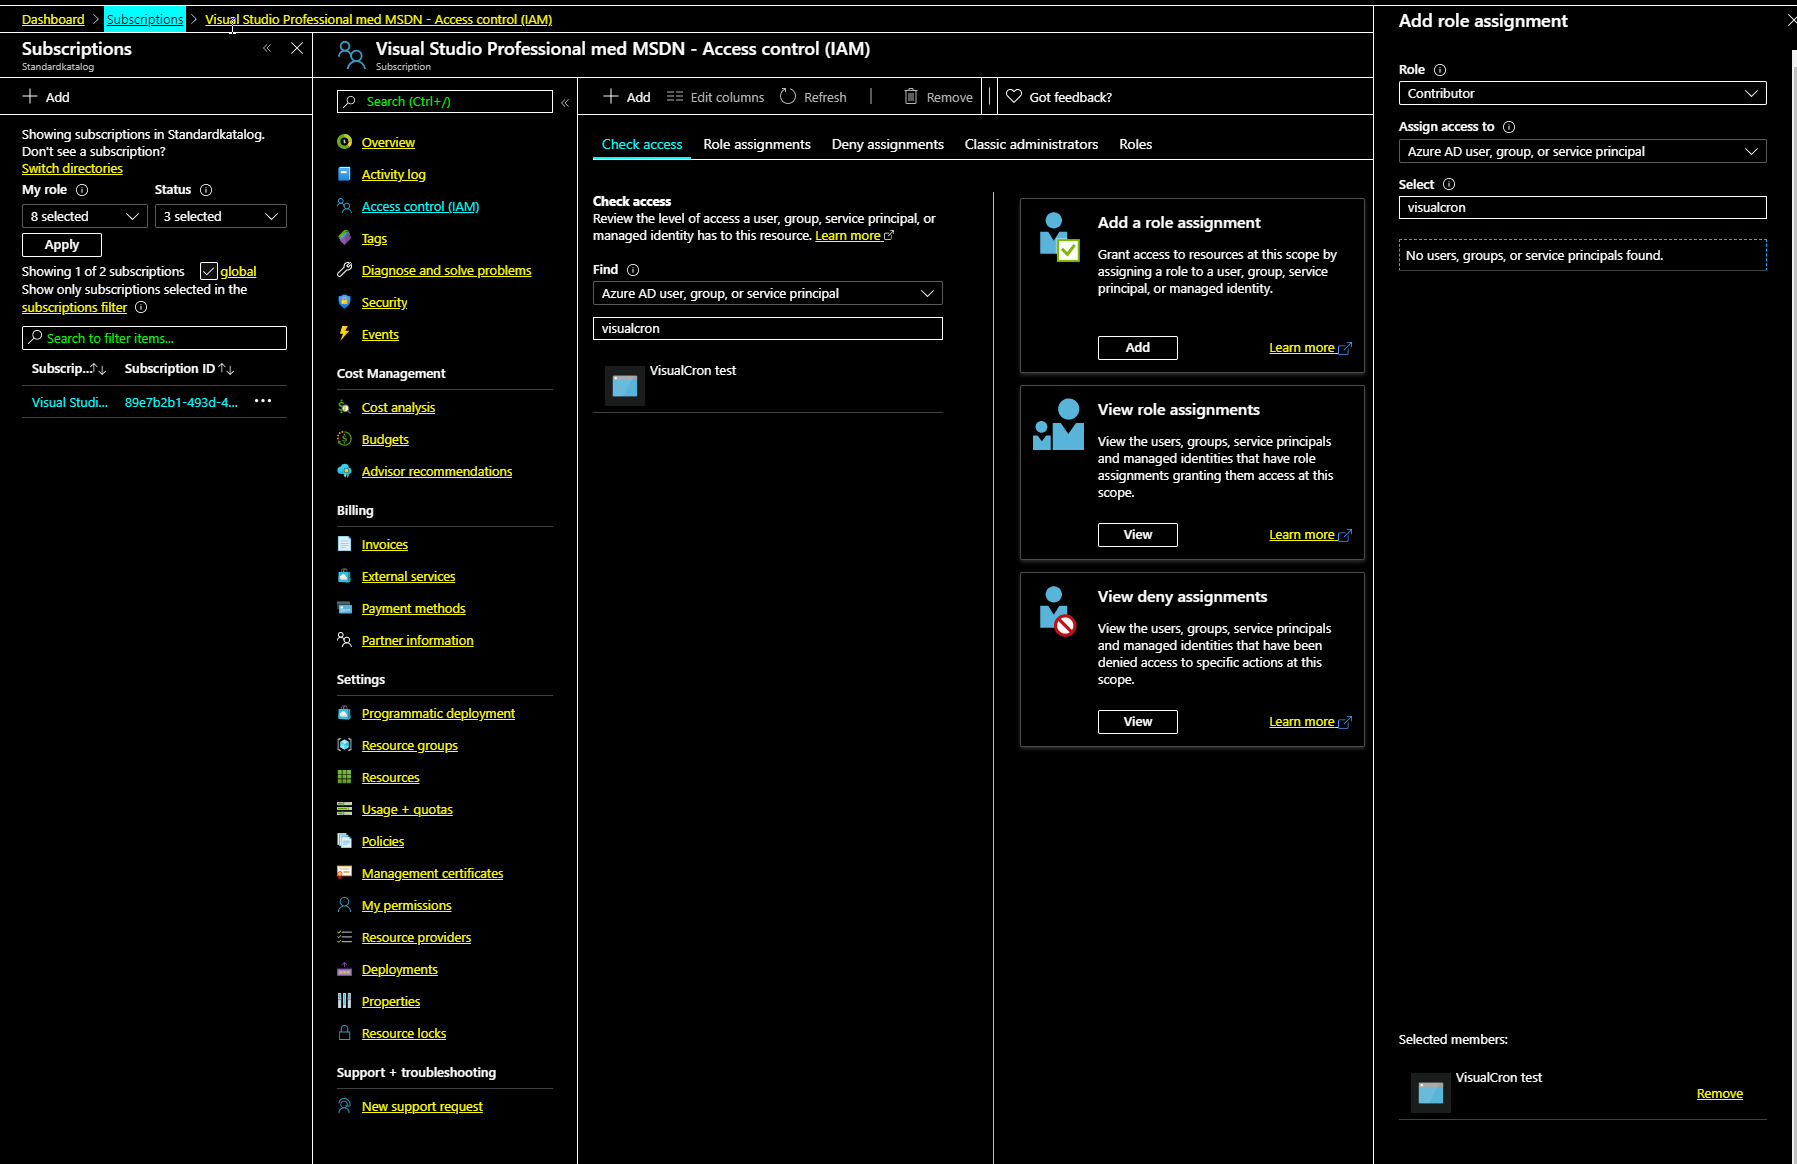 Dashboard > Subscriptions > Visual Studio Professional med MSDN - Access control (IAM)
Subscriptions
Standardkatalog
Add
Showing subscriptions in Standardkatalog.
Don't see a subscription?
Switch directories
My role
Status
8 selected
3 selected
Apply
Showing 1 of 2 subscriptions
global
Show only subscriptions selected in the
subscriptions filter
Search to filter items...
Subscrip...
Subscription ID
Visual Studi...
89e7b2b1-493d-4...
Visual Studio Professional med MSDN - Access control (IAM)
Subscription
Search (Ctrl+/)
Overview
Activity log
Access control (IAM)
Tags
Diagnose and solve problems
Security
Events
Cost Management
Cost analysis
Budgets
Advisor recommendations
Billing
Invoices
External services
Payment methods
Partner information
Settings
Programmatic deployment
Resource groups
Resources
Usage + quotas
Policies
Management certificates
My permissions
Resource providers
Deployments
Properties
Resource locks
Support + troubleshooting
New support request
Add
Edit columns
Refresh
Remove
Got feedback?
Check access
Role assignments
Deny assignments
Classic administrators
Roles
Check access
Review the level of access a user, group, service principal, or
managed identity has to this resource. Learn more
Find
Azure AD user, group, or service principal
visualcron
VisualCron test
Add a role assignment
Grant access to resources at this scope by
assigning a role to a user, group, service
principal, or managed identity.
Add
Learn more
View role assignments
View the users, groups, service principals
and managed identities that have role
assignments granting them access at this
scope.
View
Learn more
View deny assignments
View the users, groups, service principals
and managed identities that have been
denied access to specific actions at this
scope.
View
Learn more
Add role assignment
Role
Contributor
Assign access to
Azure AD user, group, or service principal
Select
visualcron
No users, groups, or service principals found.
Selected members:
VisualCron test
Remove